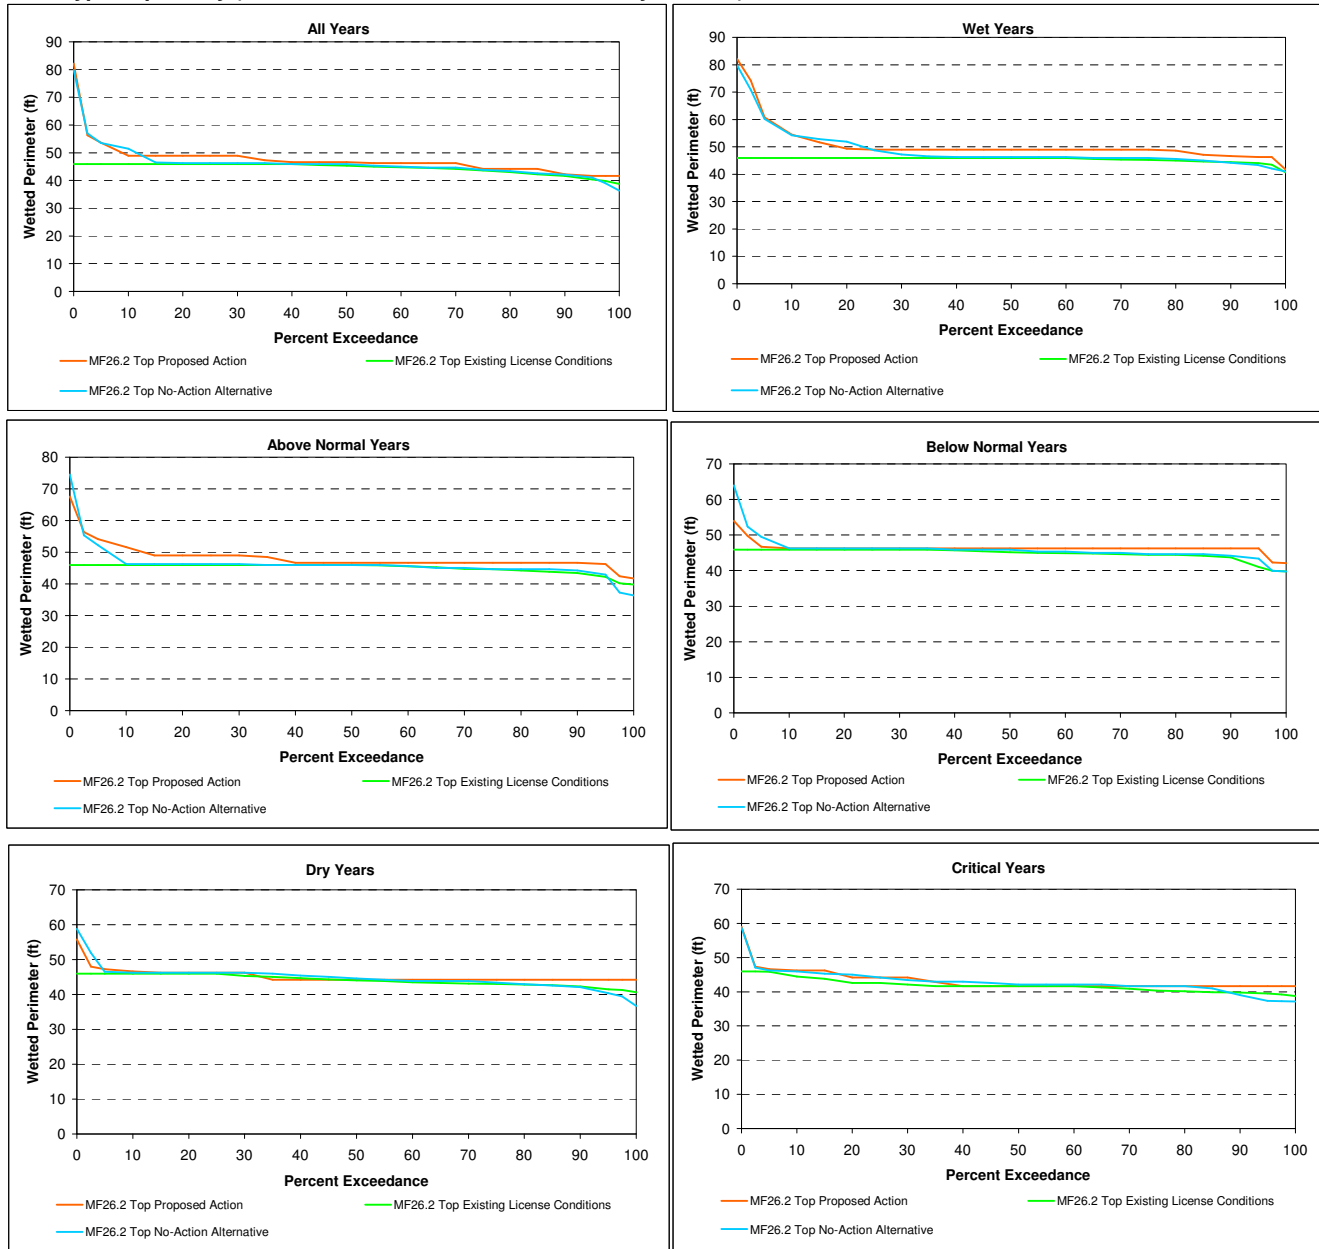 All Years
90
80
70
60
50
40
30
20
10
0
Wetted Perimeter (ft)
0 10 20 30 40 50 60 70 80 90 100
Percent Exceedance
MF26.2 Top Proposed Action MF26.2 Top Existing License Conditions
MF26.2 Top No-Action Alternative
Wet Years
90
80
70
60
50
40
30
20
10
0
Wetted Perimeter (ft)
0 10 20 30 40 50 60 70 80 90 100
Percent Exceedance
MF26.2 Top Proposed Action MF26.2 Top Existing License Conditions
MF26.2 Top No-Action Alternative
Above Normal Years
80
70
60
50
40
30
20
10
0
Wetted Perimeter (ft)
0 10 20 30 40 50 60 70 80 90 100
Percent Exceedance
MF26.2 Top Proposed Action MF26.2 Top Existing License Conditions
MF26.2 Top No-Action Alternative
Below Normal Years
70
60
50
40
30
20
10
0
Wetted Perimeter (ft)
0 10 20 30 40 50 60 70 80 90 100
Percent Exceedance
MF26.2 Top Proposed Action MF26.2 Top Existing License Conditions
MF26.2 Top No-Action Alternative
Dry Years
70
60
50
40
30
20
10
0
Wetted Perimeter (ft)
0 10 20 30 40 50 60 70 80 90 100
Percent Exceedance
MF26.2 Top Proposed Action MF26.2 Top Existing License Conditions
MF26.2 Top No-Action Alternative
Critical Years
70
60
50
40
30
20
10
0
Wetted Perimeter (ft)
0 10 20 30 40 50 60 70 80 90 100
Percent Exceedance
MF26.2 Top Proposed Action MF26.2 Top Existing License Conditions
MF26.2 Top No-Action Alternative